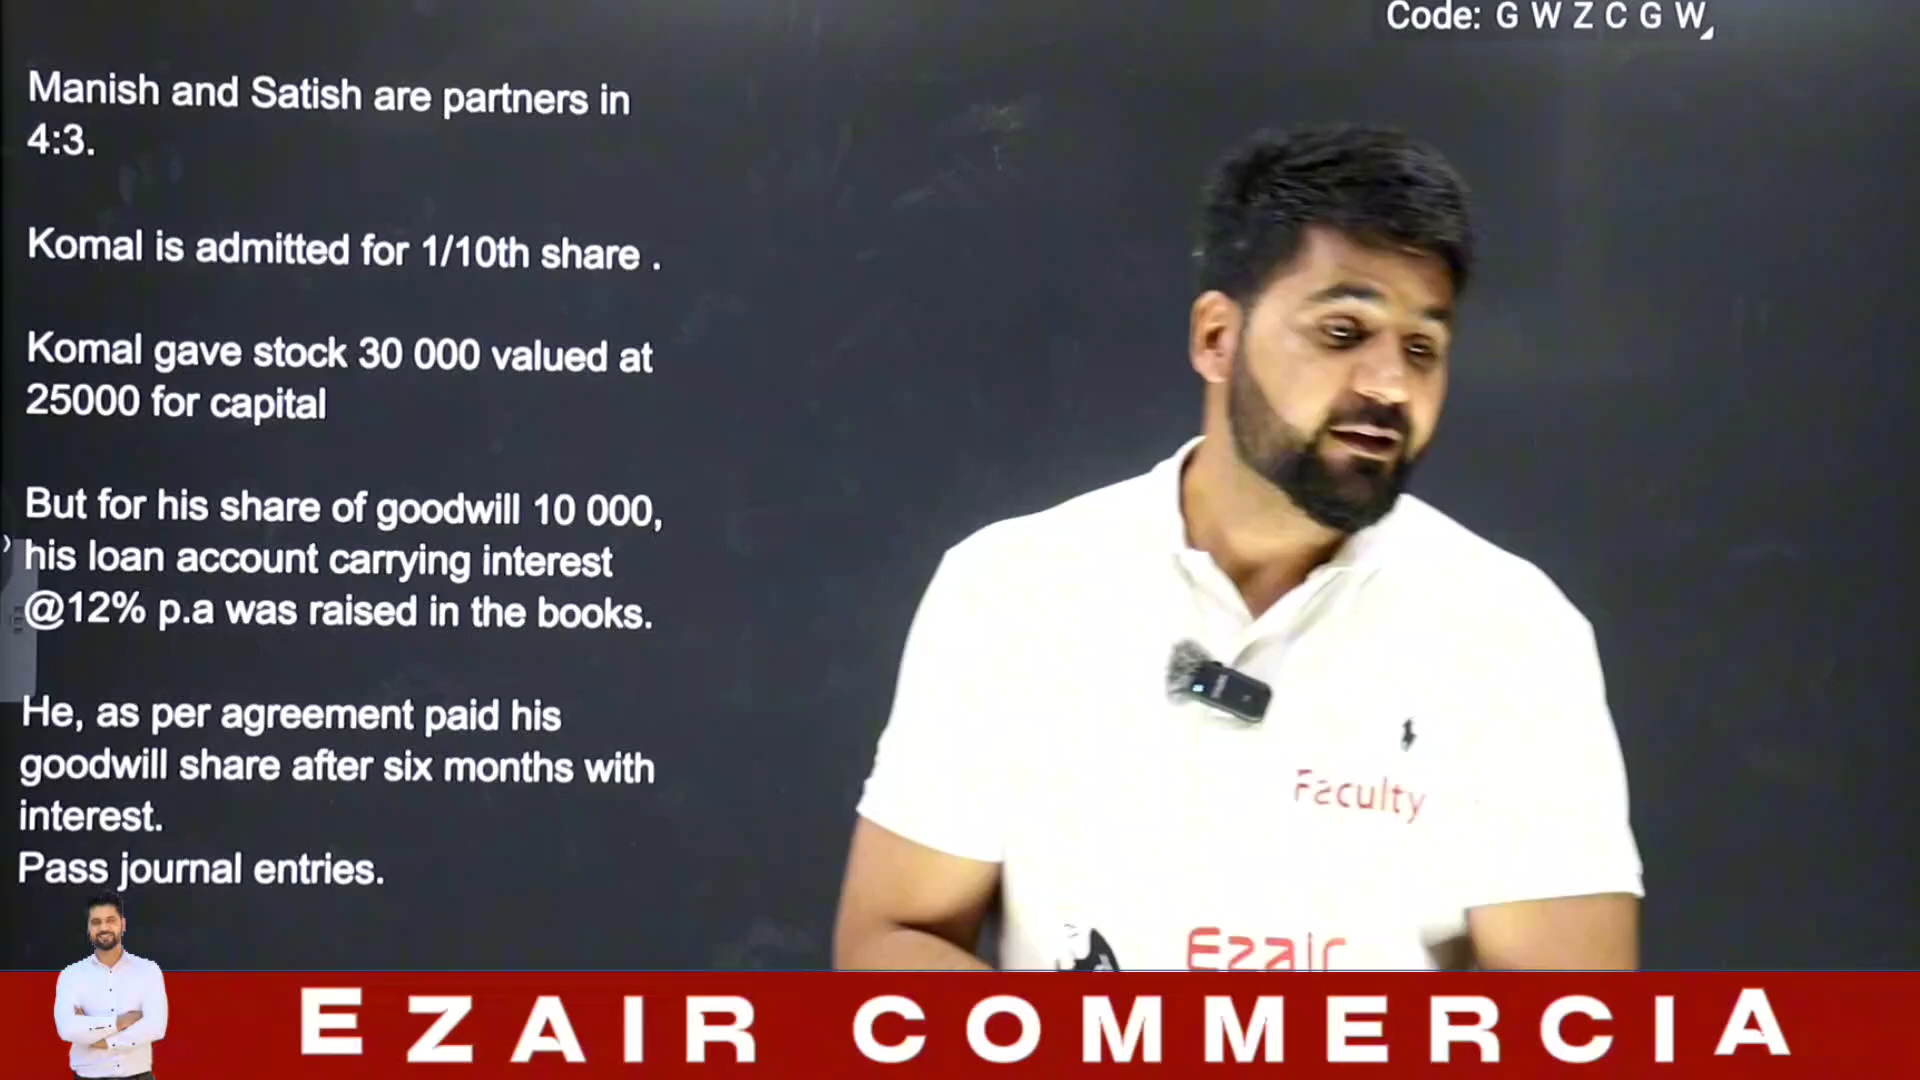 Code: G W Z C G W
Manish and Satish are partners in
4:3.
Komal is admitted for 1/10th share .
Komal gave stock 30 000 valued at
25000 for capital
But for his share of goodwill 10 000,
his loan account carrying interest
@12% p.a was raised in the books.
He, as per agreement paid his
goodwill share after six months with
interest.
Pass journal entries.
Faculty
Ezair
EZAIR COMMERCIA